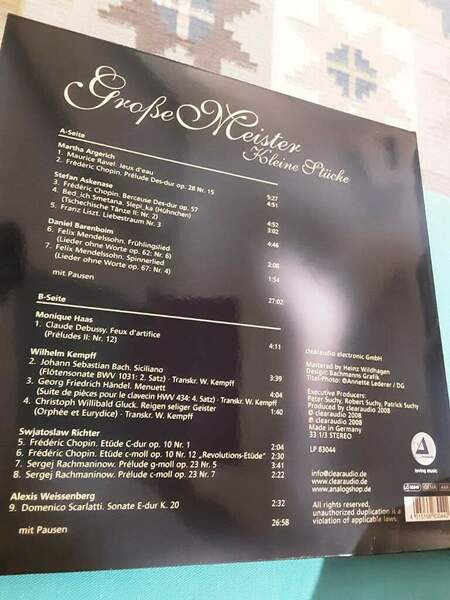 Große Meister
Kleine Stücke
A-Seite
Martha Argerich
1. Maurice Ravel. Jeux d'eau 5:27
2. Frédéric Chopin. Prélude Des-dur op. 28 Nr. 15 4:51
Stefan Askenase
3. Frédéric Chopin. Berceuse Des-dur op. 57 4:52
4. Bed_ich Smetana. Slepi_ka (Hühnchen) 3:02
(Tschechische Tänze II: Nr. 2)
5. Franz Liszt. Liebestraum Nr. 3 4:46
Daniel Barenboim
6. Felix Mendelssohn. Frühlingslied
(Lieder ohne Worte op. 62: Nr. 6) 2:08
7. Felix Mendelssohn. Spinnerlied
(Lieder ohne Worte op. 67: Nr. 4) 1:54
mit Pausen 27:02
B-Seite
Monique Haas
1. Claude Debussy. Feux d'artifice 4:11
(Préludes II: Nr. 12)
Wilhelm Kempff
2. Johann Sebastian Bach. Siciliano
(Flötensonate BWV 1031: 2. Satz) · Transkr. W. Kempff 3:39
3. Georg Friedrich Händel. Menuett
(Suite de pièces pour le clavecin HW 434: 4. Satz) · Transkr. W. Kempff 4:04
4. Christoph Willibald Gluck. Reigen seliger Geister
(Orphée et Eurydice) · Transkr. W. Kempff 1:40
Swjatoslaw Richter
5. Frédéric Chopin. Etüde C-dur op. 10 Nr. 1 2:04
6. Frédéric Chopin. Etüde c-moll op. 10 Nr. 12 „Revolutions-Etüde" 2:30
7. Sergej Rachmaninow. Prélude g-moll op. 23 Nr. 5 3:41
8. Sergej Rachmaninow. Prélude c-moll op. 23 Nr. 7 2:22
Alexis Weissenberg
9. Domenico Scarlatti. Sonate E-dur K. 20 2:32
mit Pausen 26:58
clearaudio electronic GmbH
Mastered by Heinz Wildhagen
Design: Bachmanns Grafik
Titel-Photo: ©Annette Lederer / DG
Executive Producers:
Peter Suchy, Robert Suchy, Patrick Suchy
Produced by clearaudio 2008
℗ clearaudio 2008
© clearaudio 2008
Made in Germany
33 1/3 STEREO
LP 83044
loving music
info@clearaudio.de
www.clearaudio.de
www.analogshop.de
All rights reserved,
unauthorized duplication is a
violation of applicable laws.